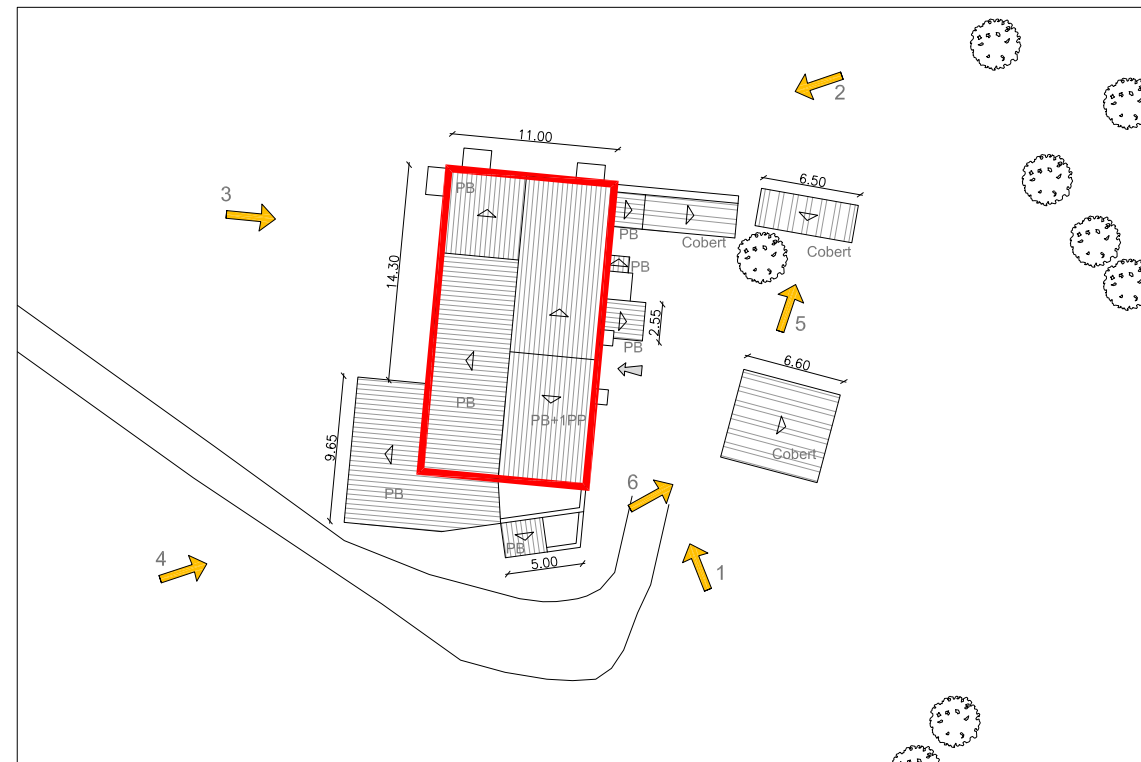 2
11.00
3
PB
6.50
PB
Cobert
Cobert
PB
14.30
2.55
5
PB
6.60
PB
PB+1PP
9.65
Cobert
6
PB
PB
4
5.00
1